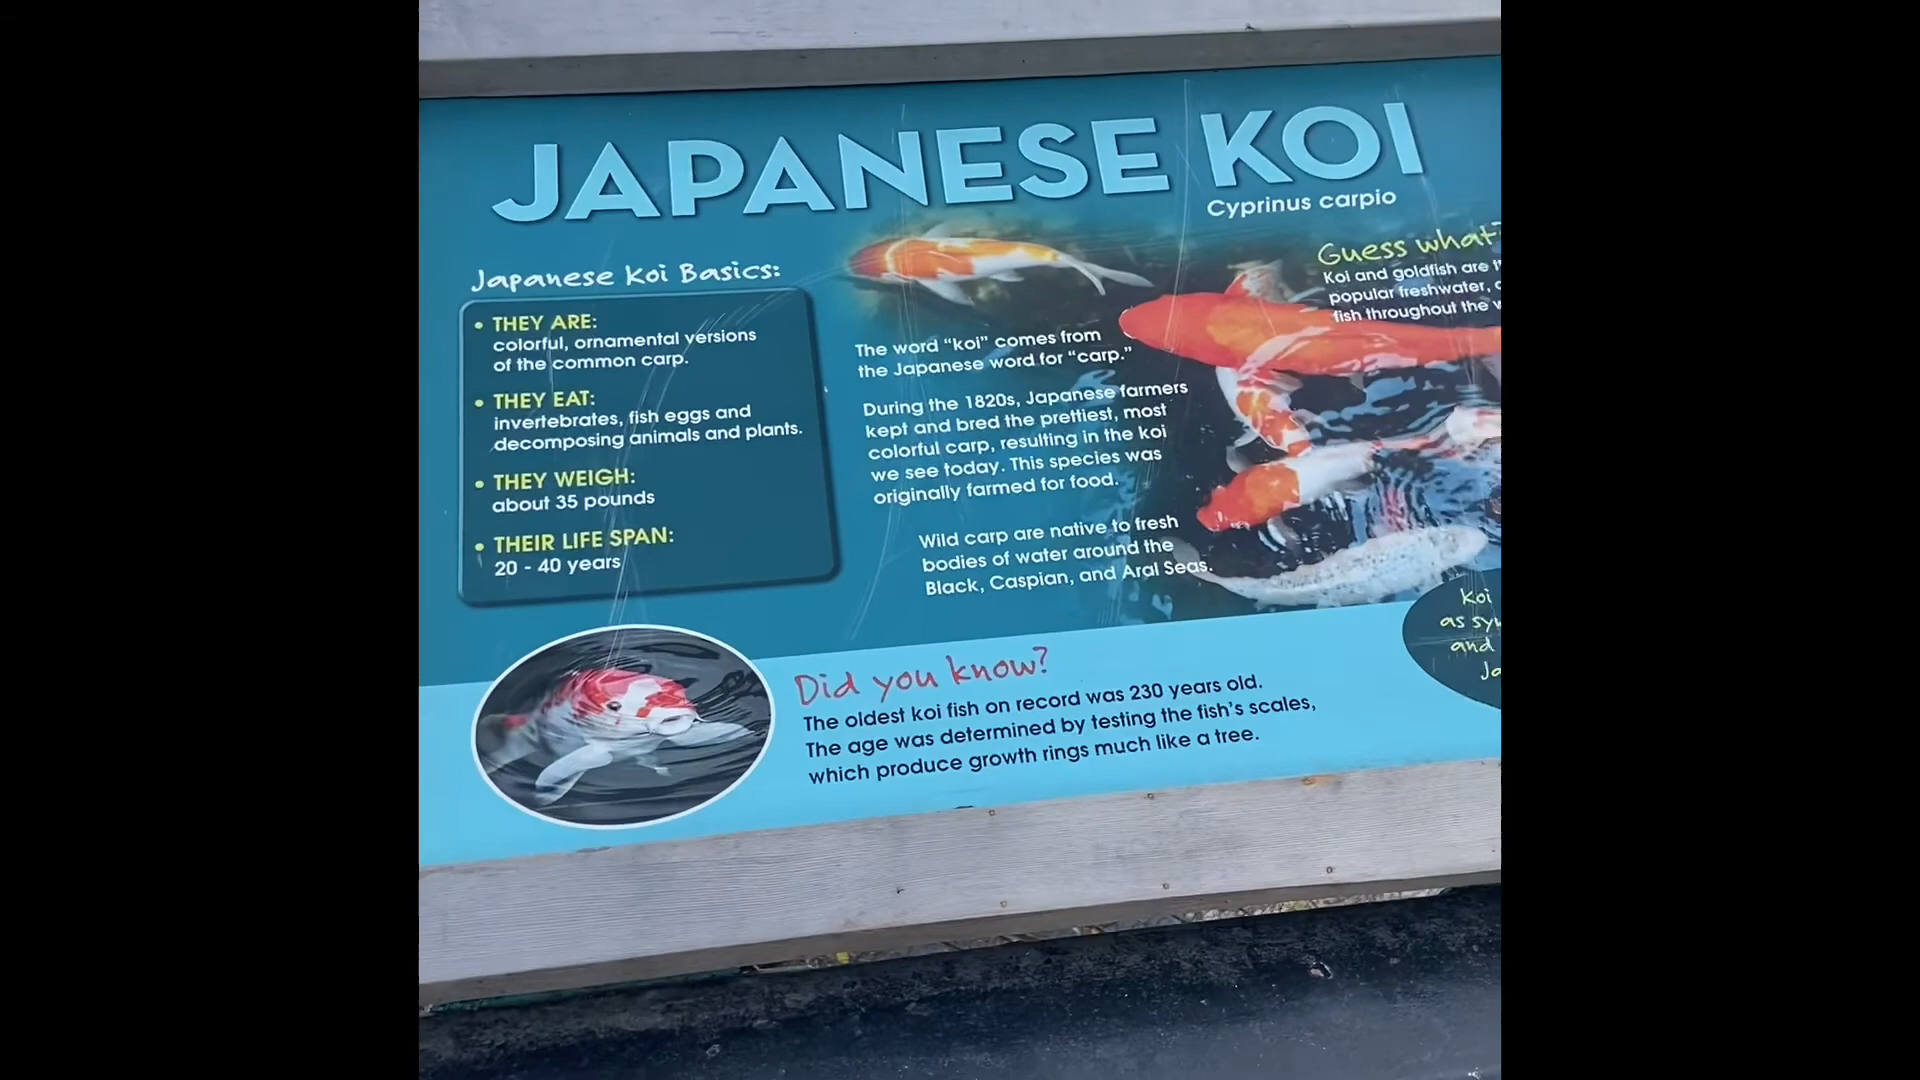 JAPANESE KOI
Cyprinus carpio
Japanese Koi Basics:
• THEY ARE:
colorful, ornamental versions
of the common carp.
• THEY EAT:
invertebrates, fish eggs and
decomposing animals and plants.
• THEY WEIGH:
about 35 pounds
• THEIR LIFE SPAN:
20 - 40 years
The word “koi” comes from
the Japanese word for “carp.”
During the 1820s, Japanese farmers
kept and bred the prettiest, most
colorful carp, resulting in the koi
we see today. This species was
originally farmed for food.
Wild carp are native to fresh
bodies of water around the
Black, Caspian, and Aral Seas.
Guess what?
Koi and goldfish are
popular freshwater,
fish throughout the
Koi
as
and
Did you know?
The oldest koi fish on record was 230 years old.
The age was determined by testing the fish’s scales,
which produce growth rings much like a tree.